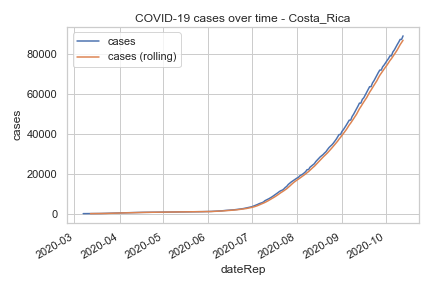 COVID-19 cases over time - Costa_Rica
cases
cases (rolling)
cases
80000
60000
40000
20000
0
2020-03
2020-04
2020-05
2020-06
2020-07
2020-08
2020-09
2020-10
dateRep